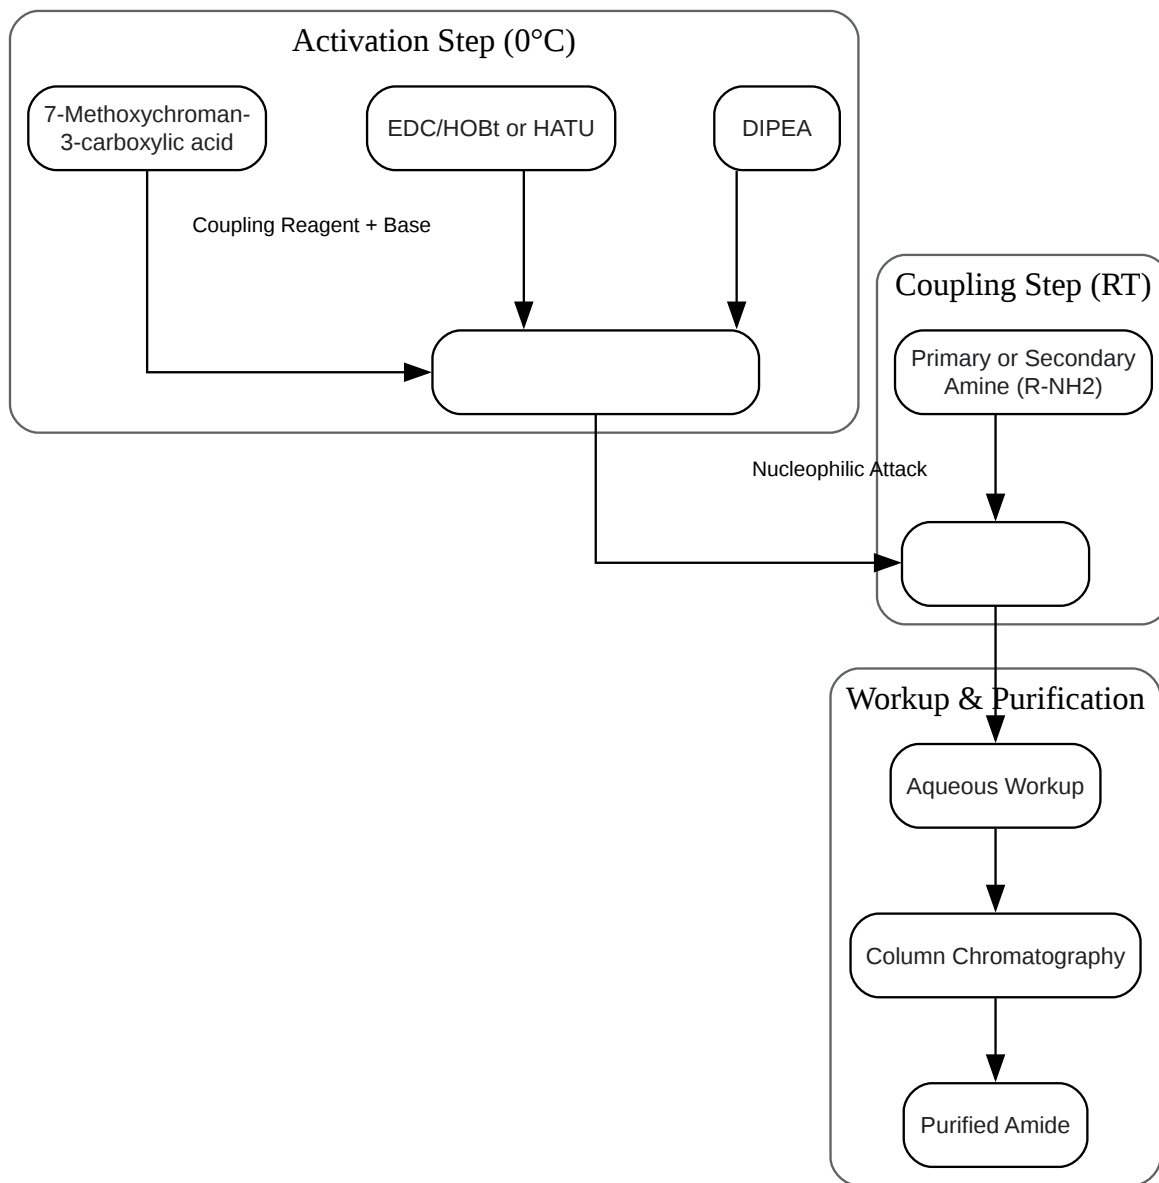 Activation Step (0°C)
7-Methoxychroman-
3-carboxylic acid
EDC/HOBt or HATU
DIPEA
Coupling Reagent + Base
Coupling Step (RT)
Primary or Secondary
Amine (R-NH2)
Nucleophilic Attack
Workup & Purification
Aqueous Workup
Column Chromatography
Purified Amide